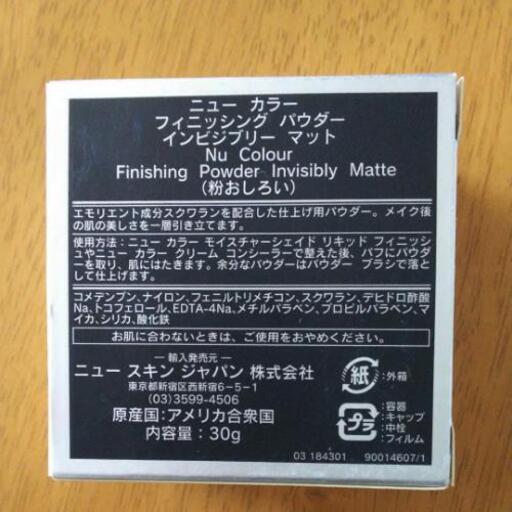 ニュー カラー
フィニッシング パウダー
インビジブリー マット
Nu Colour
Finishing Powder Invisibly Matte
（粉おしろい）
エモリエント成分スクワランを配合した仕上げ用パウダー。メイク後
の肌の美しさを一層引き立てます。
使用方法：ニュー カラー モイスチャーシェイド リキッド フィニッシ
ュやニュー カラー クリーム コンシーラーで整えた後、パフにパウダー
を取り、肌にはたきます。余分なパウダーはパウダー ブラシで落と
して仕上げます。
コメデンプン、ナイロン、フェニルトリメチコン、スクワラン、デヒドロ酢酸
Na、トコフェロール、EDTA-4Na、メチルパラベン、プロピルパラベン、マ
イカ、シリカ、酸化鉄
お肌に合わないときは、ご使用をおやめください。
― 輸入発売元 ―
ニュー スキン ジャパン 株式会社
東京都新宿区西新宿6－5－1
(03)3599-4506
原産国：アメリカ合衆国
内容量：30g
紙 ：外箱
プラ
：容器
：キャップ
：中栓
：フィルム
03 184301 90014607/1